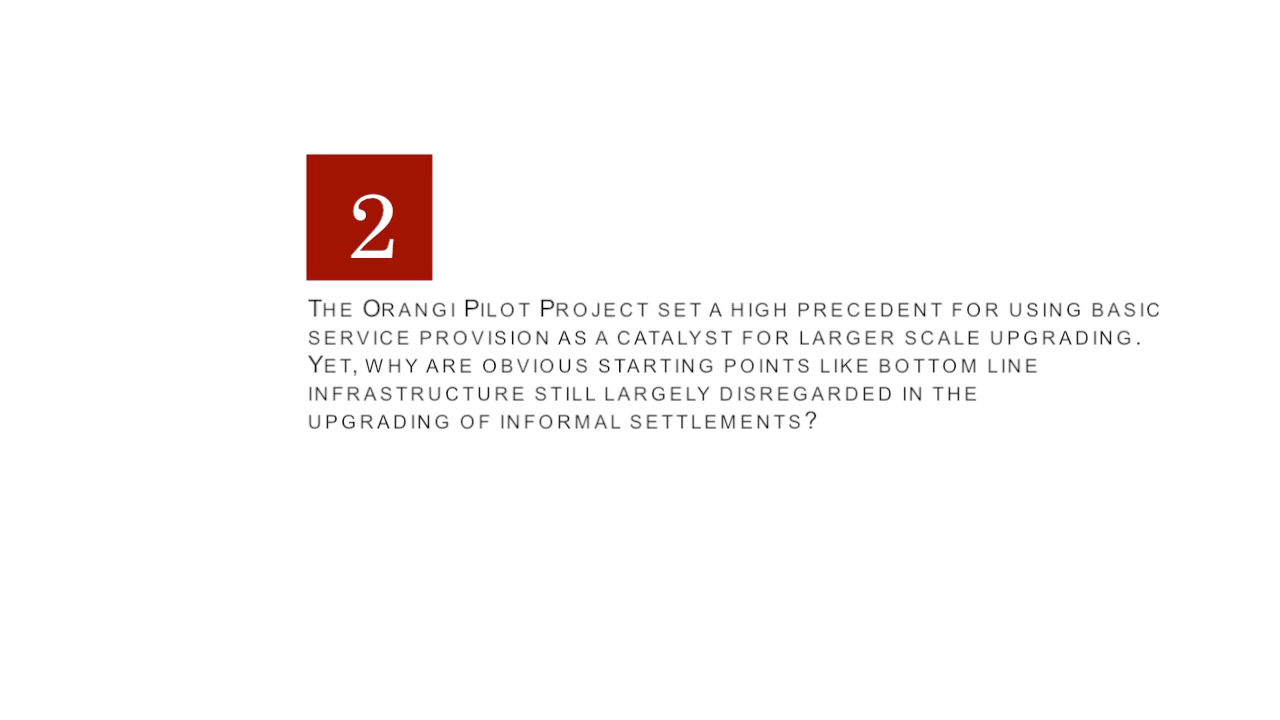 2
The Orangi Pilot Project set a high precedent for using basic
service provision as a catalyst for larger scale upgrading.
Yet, why are obvious starting points like bottom line
infrastructure still largely disregarded in the
upgrading of informal settlements?